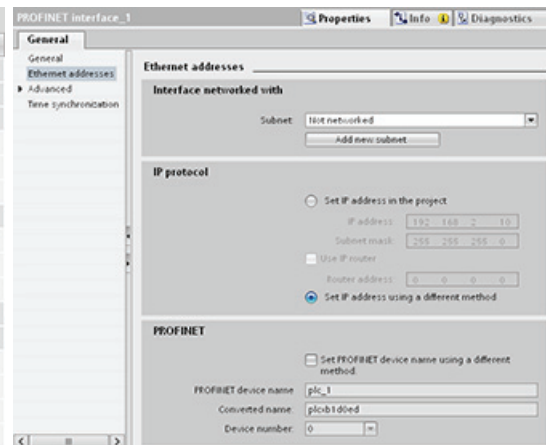 PROFINET interface_1
Properties
Info
Diagnostics
General
General
Ethernet addresses
Advanced
Time synchronization
Ethernet addresses
Interface networked with
Subnet:
Not networked
Add new subnet
IP protocol
Set IP address in the project
IP address:
192 . 168 . 2 . 10
Subnet mask:
255 . 255 . 255 . 0
Use IP router
Router address:
0 . 0 . 0 . 0
Set IP address using a different method
PROFINET
Set PROFINET device name using a different
method.
PROFINET device name
plc_1
Converted name:
plcxb1d0ed
Device number:
0